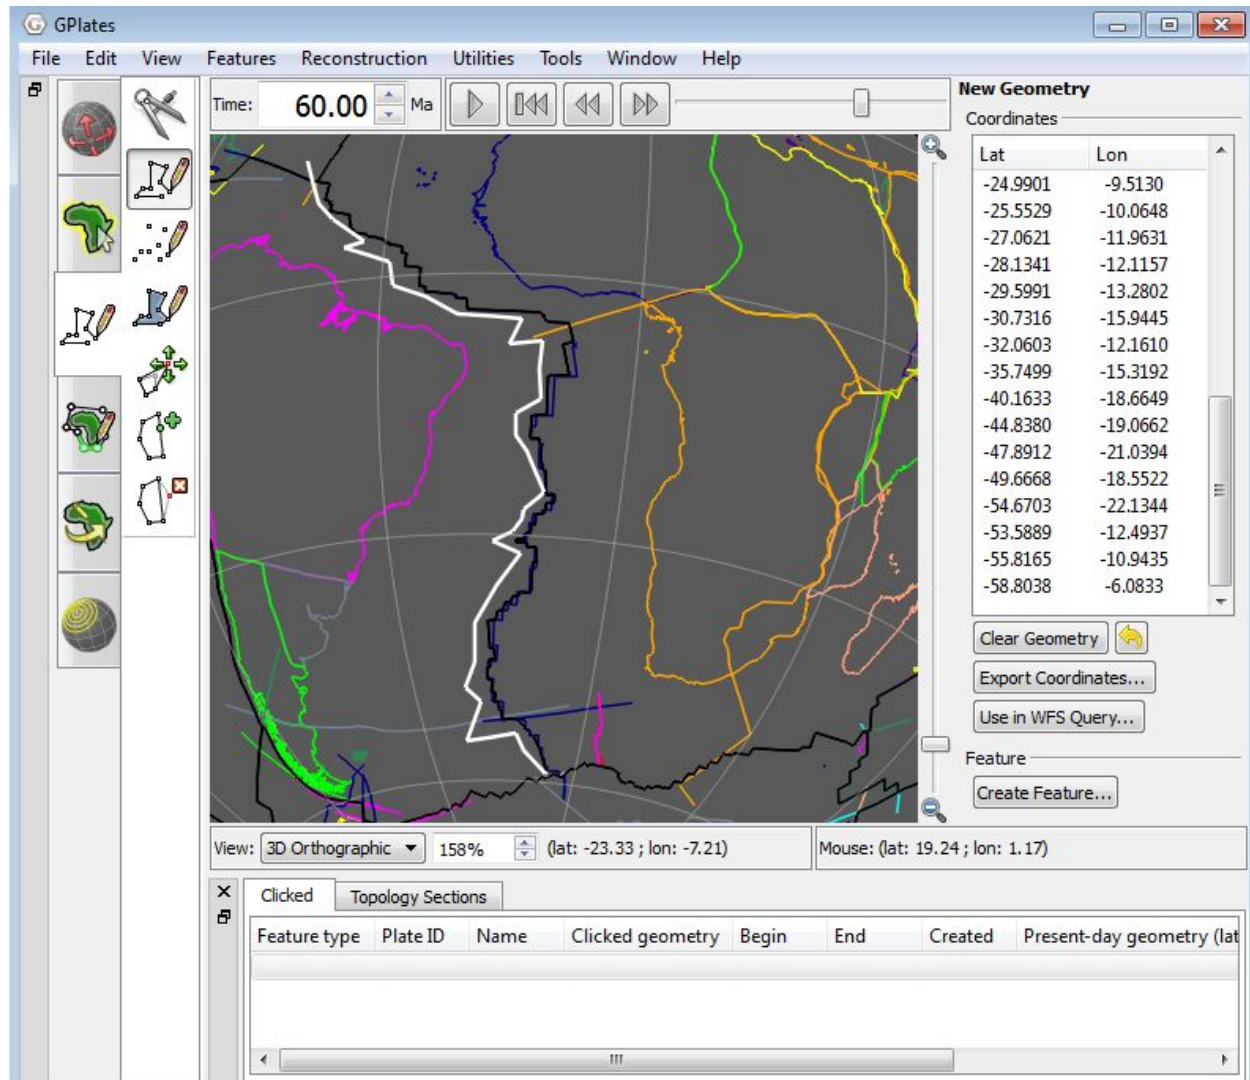 GPlates
File Edit View Features Reconstruction Utilities Tools Window Help
Time: 60.00 Ma
New Geometry
Coordinates
Lat Lon
-24.9901 -9.5130
-25.5529 -10.0648
-27.0621 -11.9631
-28.1341 -12.1157
-29.5991 -13.2802
-30.7316 -15.9445
-32.0603 -12.1610
-35.7499 -15.3192
-40.1633 -18.6649
-44.8380 -19.0662
-47.8912 -21.0394
-49.6668 -18.5522
-54.6703 -22.1344
-53.5889 -12.4937
-55.8165 -10.9435
-58.8038 -6.0833
Clear Geometry
Export Coordinates...
Use in WFS Query...
Feature
Create Feature...
View: 3D Orthographic 158% (lat: -23.33 ; lon: -7.21) Mouse: (lat: 19.24 ; lon: 1.17)
Clicked Topology Sections
Feature type Plate ID Name Clicked geometry Begin End Created Present-day geometry (lat